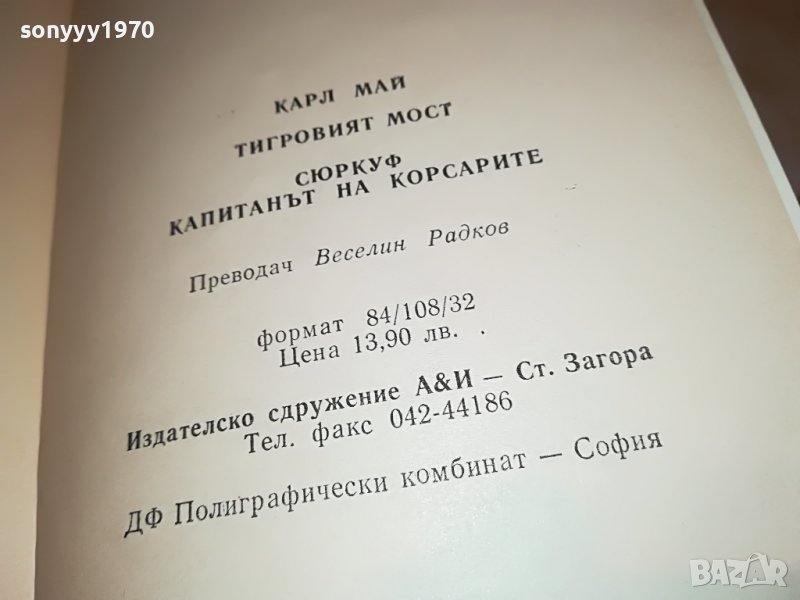 sonyyy1970
КАРЛ МАЙ
ТИГРОВИЯТ МОСТ
СЮРКУФ
КАПИТАНЪТ НА КОРСАРИТЕ
Преводач Веселин Радков
формат 84/108/32
Цена 13,90 лв.
Издателско сдружение А&И — Ст. Загора
Тел. факс 042-44186
ДФ Полиграфически комбинат — София
BAZAR